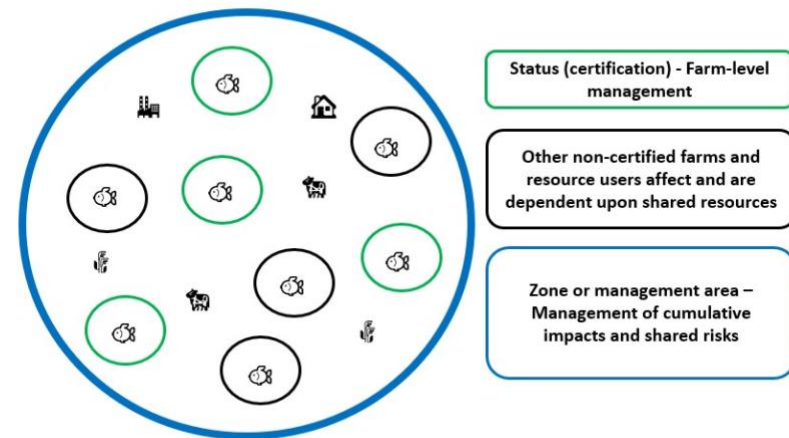 Status (certification) - Farm-level
management
Other non-certified farms and
resource users affect and are
dependent upon shared resources
Zone or management area –
Management of cumulative
impacts and shared risks